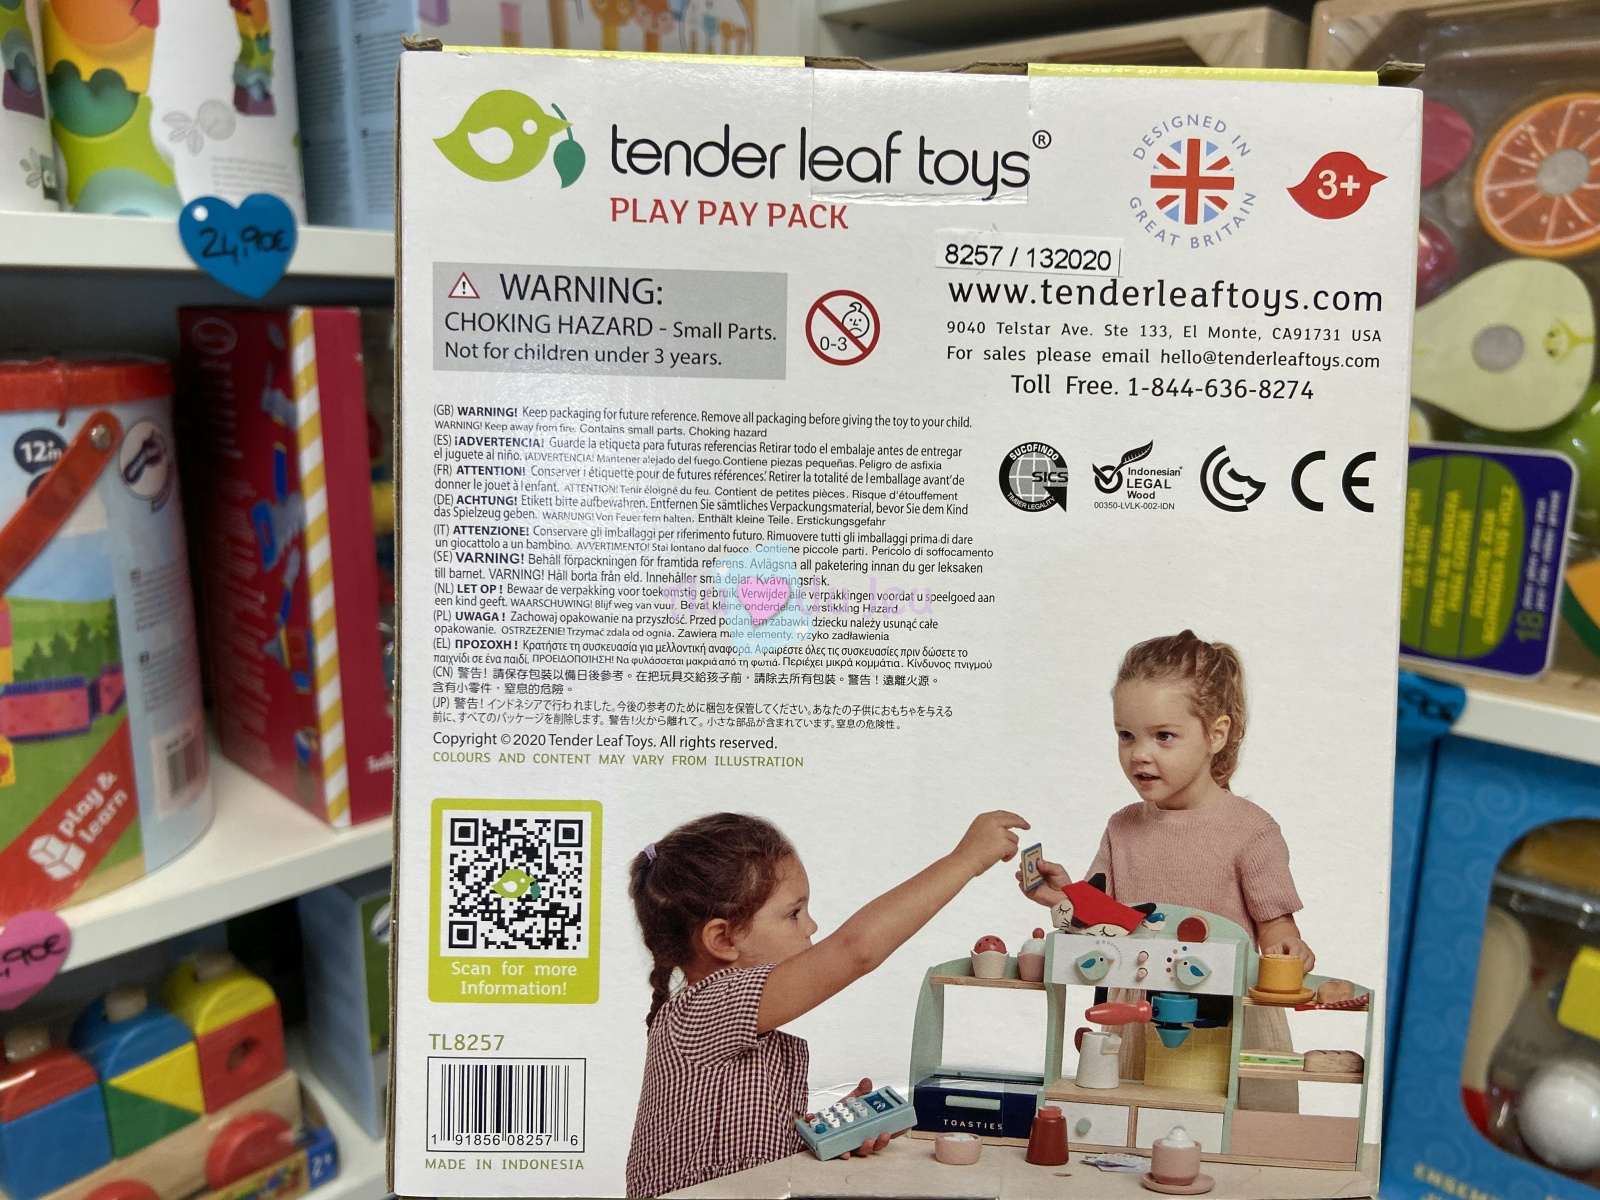 tender leaf toys®
PLAY PAY PACK
DESIGNED IN
GREAT BRITAIN
3+
24,90€
8257 / 132020
WARNING:
CHOKING HAZARD - Small Parts.
Not for children under 3 years.
0-3
www.tenderleaftoys.com
9040 Telstar Ave. Ste 133, El Monte, CA91731 USA
For sales please email hello@tenderleaftoys.com
Toll Free. 1-844-636-8274
(GB) WARNING! Keep packaging for future reference. Remove all packaging before giving the toy to your child.
WARNING! Keep away from fire. Contains small parts. Choking hazard
(ES) ¡ADVERTENCIA! Guarde la etiqueta para futuras referencias Retirar todo el embalaje antes de entregar
el juguete al niño. ¡ADVERTENCIA! Mantener alejado del fuego.Contiene piezas pequeñas. Peligro de asfixia
(FR) ATTENTION! Conserver i étiquette pour de futures références. Retirer la totalité de l'emballage avant'de
donner le jouet à l'enfant. ATTENTION! Tenir éloigné du feu. Contient de petites pièces. Risque d'étouffement
(DE) ACHTUNG! Etikett bitte aufbewahren. Entfernen Sie sämtliches Verpackungsmaterial, bevor Sie dem Kind
das Spielzeug geben. WARNUNG! Von Feuer fern halten. Enthält kleine Teile. Erstickungsgefahr
(IT) ATTENZIONE! Conservare gli imballaggi per riferimento futuro. Rimuovere tutti gli imballaggi prima di dare
un giocattolo a un bambino. AVVERTIMENTO! Stai lontano dal fuoco. Contiene piccole parti. Pericolo di soffocamento
(SE) VARNING! Behåll förpackningen för framtida referens. Avlägsna all paketering innan du ger leksaken
till barnet. VARNING! Håll borta från eld. Innehåller små delar. Kvävningsrisk.
(NL) LET OP! Bewaar de verpakking voor toekomstig gebruik. Verwijder alle verpakkingen voordat u speelgoed aan
een kind geeft. WAARSCHUWING! Blijf weg van vuur. Bevat kleine onderdelen. verstikking Hazard
(PL) UWAGA! Zachowaj opakowanie na przyszłość. Przed podaniem zabawki dziecku należy usunąć całe
opakowanie. OSTRZEŻENIE! Trzymać zdala od ognia. Zawiera małe elementy. ryzyko zadławienia
(EL) ΠΡΟΣΟΧΗ! Κρατήστε τη συσκευασία για μελλοντική αναφορά. Αφαιρέστε όλες τις συσκευασίες πριν δώσετε το
παιχνίδι σε ένα παιδί. ΠΡΟΕΙΔΟΠΟΙΗΣΗ! Να φυλάσσεται μακριά από τη φωτιά. Περιέχει μικρά κομμάτια. Κίνδυνος πνιγμού
(CN) 警告！請保存包裝以備日後參考。在把玩具交給孩子前，請除去所有包裝。警告！遠離火源。
含有小零件，窒息的危險。
(JP) 警告！インドネシアで行われました。今後の参考のために梱包を保管してください。あなたの子供におもちゃを与える
前に、すべてのパッケージを削除します。警告！火から離れて。小さな部品が含まれています。窒息の危険性。
Copyright © 2020 Tender Leaf Toys. All rights reserved.
COLOURS AND CONTENT MAY VARY FROM ILLUSTRATION
SUCOFINDO
SICS
TIMBER LEGALITY
Indonesian
LEGAL
Wood
00350-LVLK-002-IDN
CE
Scan for more
Information!
TL8257
1 91856 08257 6
MADE IN INDONESIA
TOASTIES
12in
play &
learn
,90€
2+
18